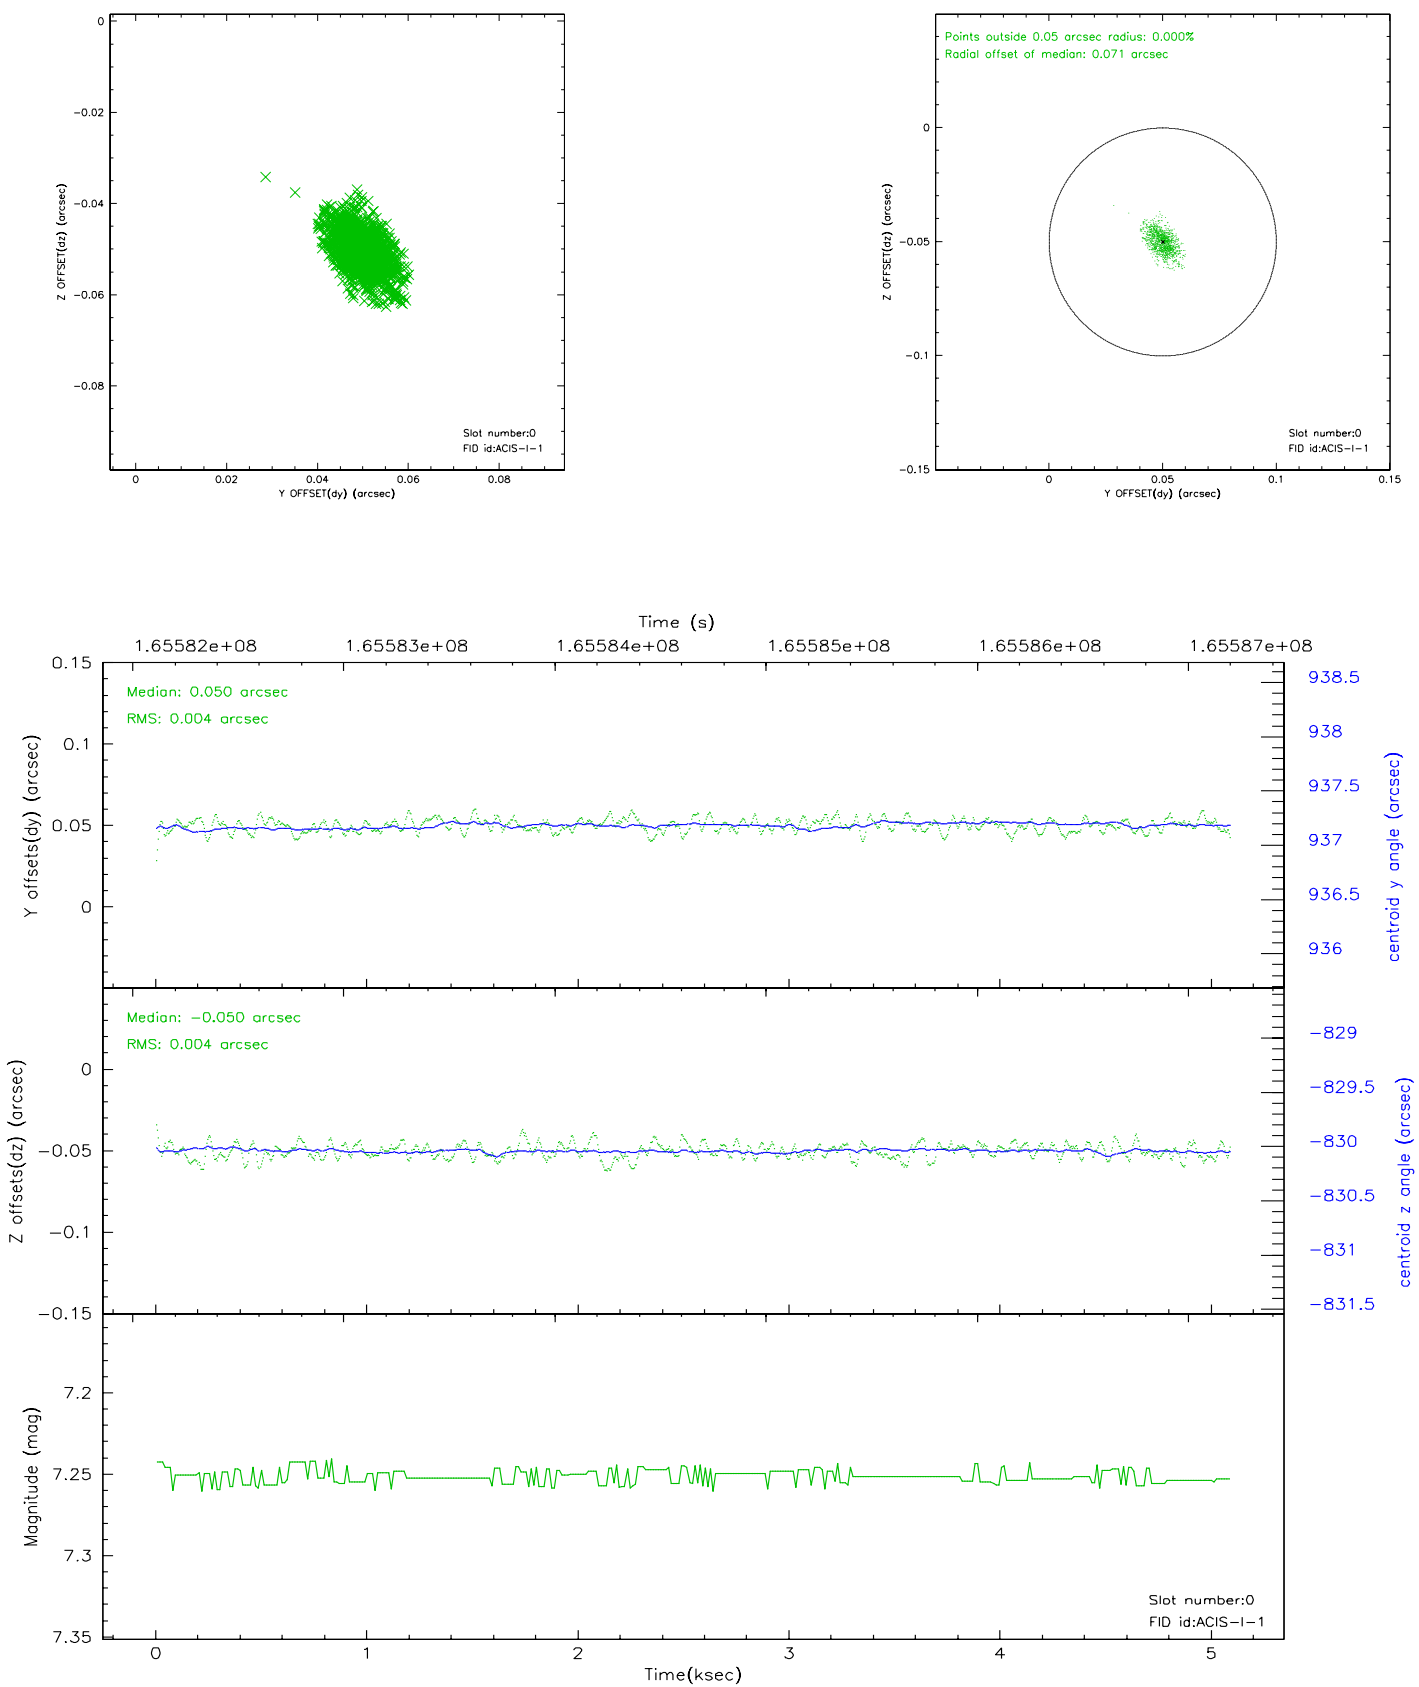 0
−0.02
−0.04
−0.06
−0.08
Z OFFSET(dz) (arcsec)
Slot number:0
FID id:ACIS−I−1
0
0.02
0.04
0.06
0.08
Y OFFSET(dy) (arcsec)
Points outside 0.05 arcsec radius: 0.000%
Radial offset of median: 0.071 arcsec
0
−0.05
−0.1
−0.15
Z OFFSET(dz) (arcsec)
Slot number:0
FID id:ACIS−I−1
0
0.05
0.1
0.15
Y OFFSET(dy) (arcsec)
Time (s)
1.65582e+08
1.65583e+08
1.65584e+08
1.65585e+08
1.65586e+08
1.65587e+08
0.15
0.1
0.05
0
Y offsets(dy) (arcsec)
Median: 0.050 arcsec
RMS: 0.004 arcsec
938.5
938
937.5
937
936.5
936
centroid y angle (arcsec)
0
−0.05
−0.1
−0.15
Z offsets(dz) (arcsec)
Median: −0.050 arcsec
RMS: 0.004 arcsec
−829
−829.5
−830
−830.5
−831
−831.5
centroid z angle (arcsec)
7.2
7.25
7.3
7.35
Magnitude (mag)
Slot number:0
FID id:ACIS−I−1
0
1
2
3
4
5
Time(ksec)